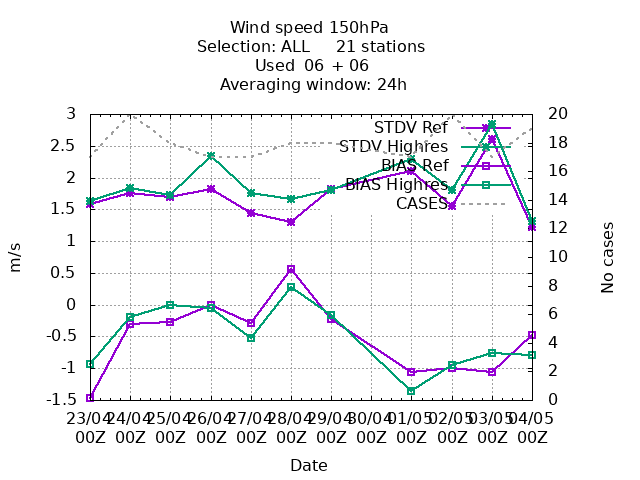 Wind speed 150hPa
Selection: ALL 21 stations
Used 06 + 06
Averaging window: 24h
STDV Ref
STDV Highres
BIAS Ref
BIAS Highres
CASES
m/s
3
2.5
2
1.5
1
0.5
0
-0.5
-1
-1.5
No cases
20
18
16
14
12
10
8
6
4
2
0
23/04 24/04 25/04 26/04 27/04 28/04 29/04 30/04 01/05 02/05 03/05 04/05
00Z 00Z 00Z 00Z 00Z 00Z 00Z 00Z 00Z 00Z 00Z 00Z
Date